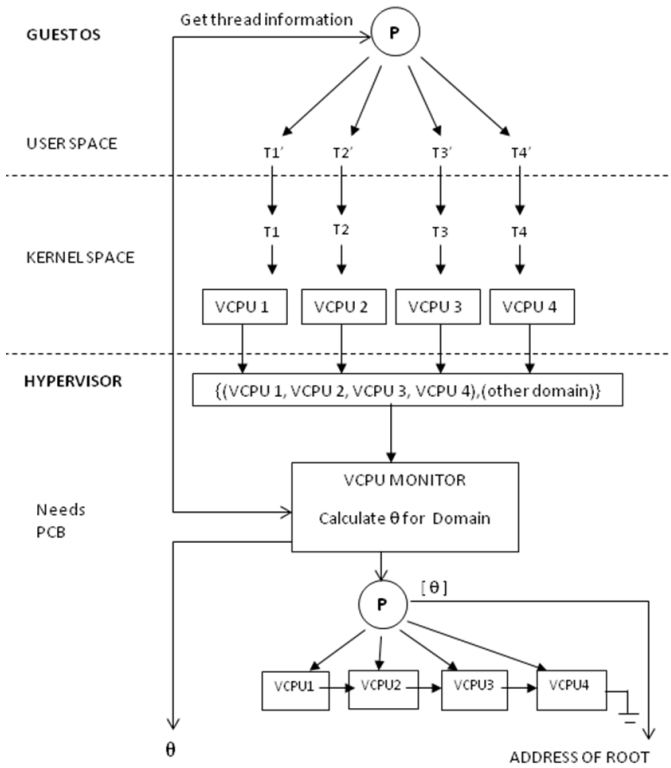 Get thread information
GUEST OS
P
USER SPACE
T1′ T2′ T3′ T4′
T1 T2 T3 T4
KERNEL SPACE
VCPU 1 VCPU 2 VCPU 3 VCPU 4
HYPERVISOR
{(VCPU 1, VCPU 2, VCPU 3, VCPU 4),(other domain)}
VCPU MONITOR
Calculate θ for Domain
Needs
PCB
[ θ ]
P
VCPU1 VCPU2 VCPU3 VCPU4
θ
ADDRESS OF ROOT